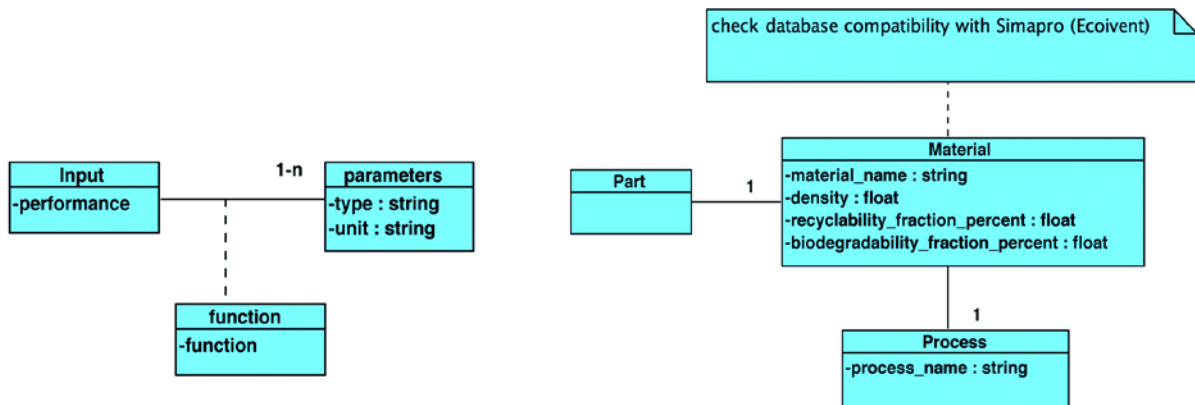 check database compatibility with Simapro (Ecoivent)
Input
-performance
1-n
parameters
-type : string
-unit : string
function
-function
Part
1
Material
-material_name : string
-density : float
-recyclability_fraction_percent : float
-biodegradability_fraction_percent : float
1
Process
-process_name : string